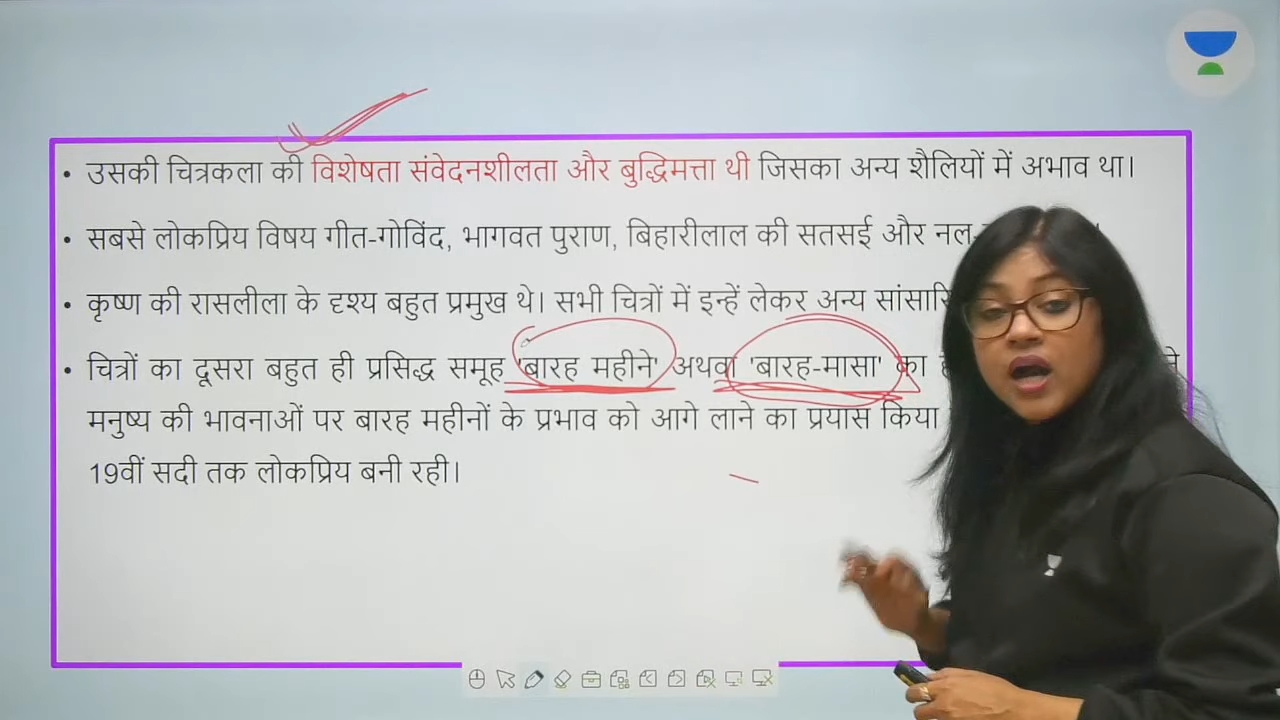 • उसकी चित्रकला की विशेषता संवेदनशीलता और बुद्धिमत्ता थी जिसका अन्य शैलियों में अभाव था।
• सबसे लोकप्रिय विषय गीत-गोविंद, भागवत पुराण, बिहारीलाल की सतसई और नल-
• कृष्ण की रासलीला के दृश्य बहुत प्रमुख थे। सभी चित्रों में इन्हें लेकर अन्य
• चित्रों का दूसरा बहुत ही प्रसिद्ध समूह 'बारह महीने' अथवा 'बारह-मासा' का
मनुष्य की भावनाओं पर बारह महीनों के प्रभाव को आगे लाने का प्रयास किया
19वीं सदी तक लोकप्रिय बनी रही।